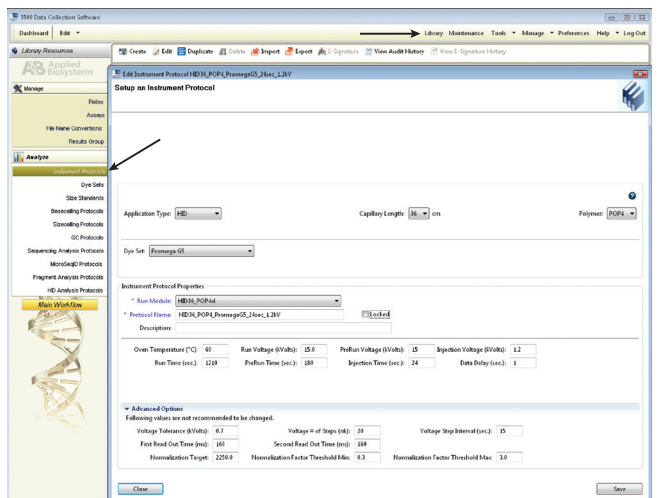 3500 Data Collection Software
Dashboard Edit
Library Maintenance Tools Manage Preferences Help Log Out
Library Resources
Create Edit Duplicate Delete Import Export E-Signature View Audit History View E-Signature History
AB Applied Biosystems
Edit Instrument Protocol HID36_POP4_PromegaG5_24sec_1.2kV
Setup an Instrument Protocol
Manage
Plates
Assays
File Name Conventions
Results Group
Analyze
Instrument Protocols
Dye Sets
Size Standards
Basecalling Protocols
Sizecalling Protocols
QC Protocols
Sequencing Analysis Protocols
MicroSeqID Protocols
Fragment Analysis Protocols
HID Analysis Protocols
Main Workflow
Application Type: HID Capillary Length: 36 cm Polymer: POP4
Dye Set: Promega G5
Instrument Protocol Properties
* Run Module: HID36_POP4xl
* Protocol Name: HID36_POP4_PromegaG5_24sec_1.2kV Locked
Description:
Oven Temperature (°C): 60 Run Voltage (kVolts): 15.0 PreRun Voltage (kVolts): 15 Injection Voltage (kVolts): 1.2
Run Time (sec.): 1210 PreRun Time (sec.): 180 Injection Time (sec.): 24 Data Delay (sec.): 1
Advanced Options
Following values are not recommended to be changed.
Voltage Tolerance (kVolts): 0.7 Voltage # of Steps (nk): 20 Voltage Step Interval (sec.): 15
First Read Out Time (ms): 160 Second Read Out Time (ms): 160
Normalization Target: 2250.0 Normalization Factor Threshold Min: 0.3 Normalization Factor Threshold Max: 3.0
Close Save